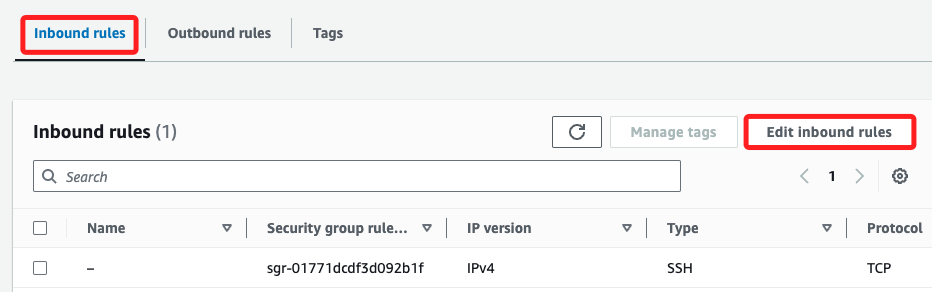 Inbound rules Outbound rules Tags
Inbound rules (1) Manage tags Edit inbound rules
Search 1
Name Security group rule... IP version Type Protocol
– sgr-01771dcdf3d092b1f IPv4 SSH TCP